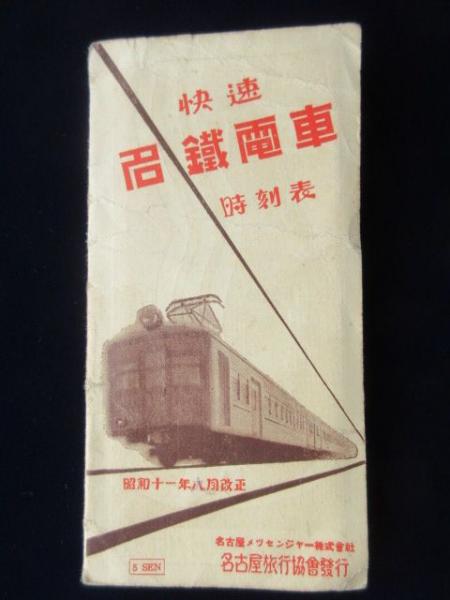 快速
名鐵電車
時刻表
昭和十一年八月改正
名古屋メツセンジャー株式會社
名古屋旅行協會發行
5 SEN